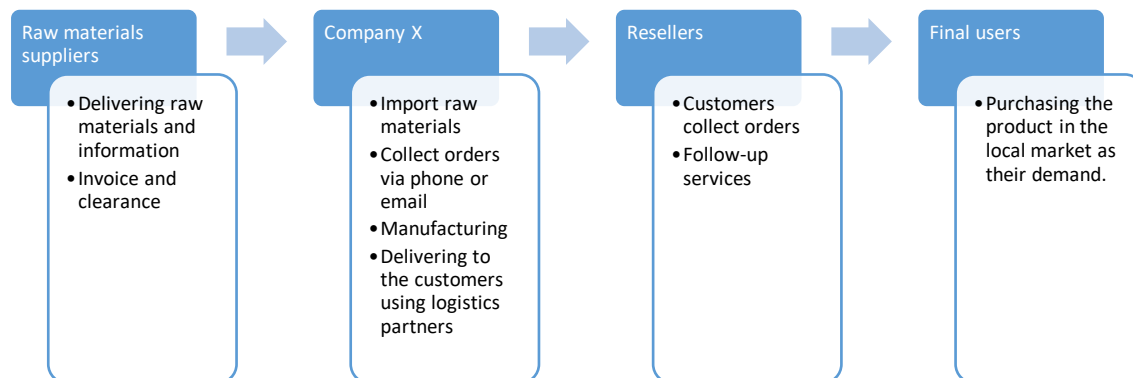 Raw materials
suppliers
•Delivering raw
materials and
information
•Invoice and
clearance
Company X
•Import raw
materials
•Collect orders
via phone or
email
•Manufacturing
•Delivering to
the customers
using logistics
partners
Resellers
•Customers
collect orders
•Follow-up
services
Final users
•Purchasing the
product in the
local market as
their demand.